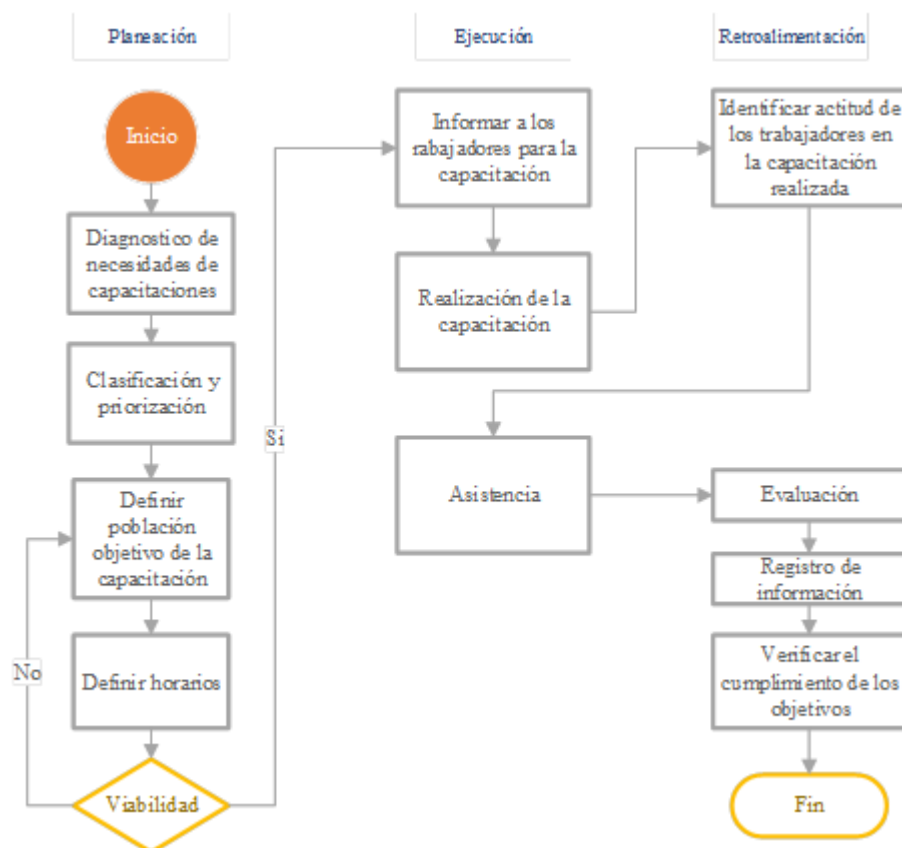 Planeación
Ejecución
Retroalimentación
Inicio
Diagnostico de
necesidades de
capacitaciones
Clasificación y
priorización
Definir
población
objetivo de la
capacitación
Definir horarios
Viabilidad
No
Si
Informar a los
rabajadores para la
capacitación
Realización de la
capacitación
Asistencia
Identificar actitud de
los trabajadores en
la capacitación
realizada
Evaluación
Registro de
información
Verificar el
cumplimiento de los
objetivos
Fin